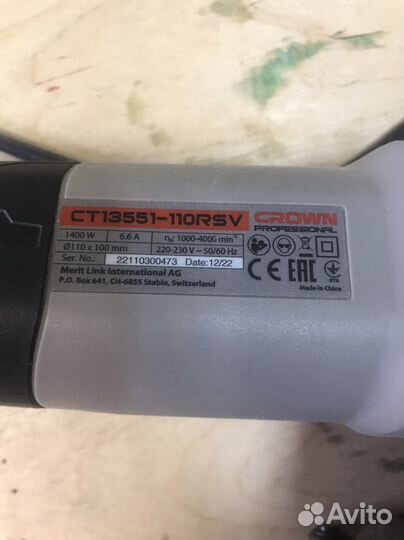 CT13551-110RSV CROWN
PROFESSIONAL
1400 W 6.6 A n₀: 1000-4000 min⁻¹
Ø110 x 100 mm 220-230 V ~ 50/60 Hz
Ser. No.: 22110300473 Date:12/22
Merit Link International AG
P.O. Box 641, CH-6855 Stabio, Switzerland
CE EAC
Made in China
Avito